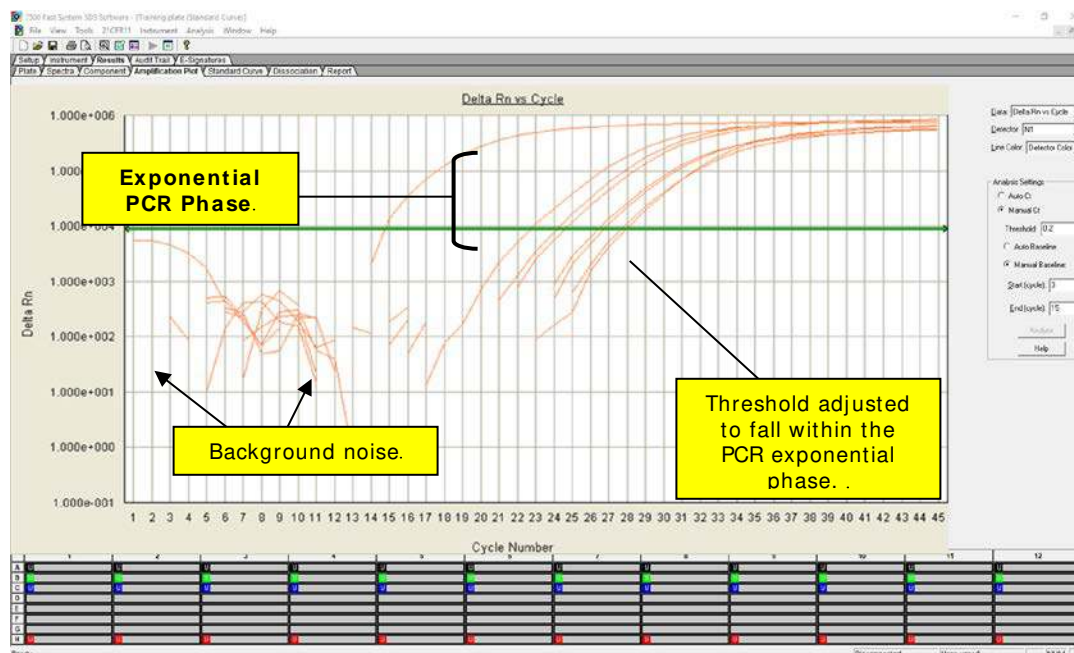 7500 Fast System SDS Software - [Training plate (Standard Curve)]
File View Tools 21CFR11 Instrument Analysis Window Help
Setup Instrument Results Audit Trail E-Signatures
Plate Spectra Component Amplification Plot Standard Curve Dissociation Report
Delta Rn vs Cycle
1.000e+006
1.000e
1.000e+004
1.000e+003
1.000e+002
1.000e+001
1.000e+000
1.000e-001
Delta Rn
Exponential
PCR Phase.
Background noise.
Threshold adjusted
to fall within the
PCR exponential
phase. .
1 2 3 4 5 6 7 8 9 10 11 12 13 14 15 16 17 18 19 20 21 22 23 24 25 26 27 28 29 30 31 32 33 34 35 36 37 38 39 40 41 42 43 44 45
Cycle Number
Data: Delta Rn vs Cycle
Detector: N1
Line Color: Detector Color
Analysis Settings
Auto Ct
Manual Ct
Threshold: 0.2
Auto Baseline
Manual Baseline
Start (cycle): 3
End (cycle): 15
Analyze
Help
1 2 3 4 5 6 7 8 9 10 11 12
A U U U U U U U U U U U U
B
C U U U U U U U U U U U U
D
E
F
G
H U U U U U U U U U U U U